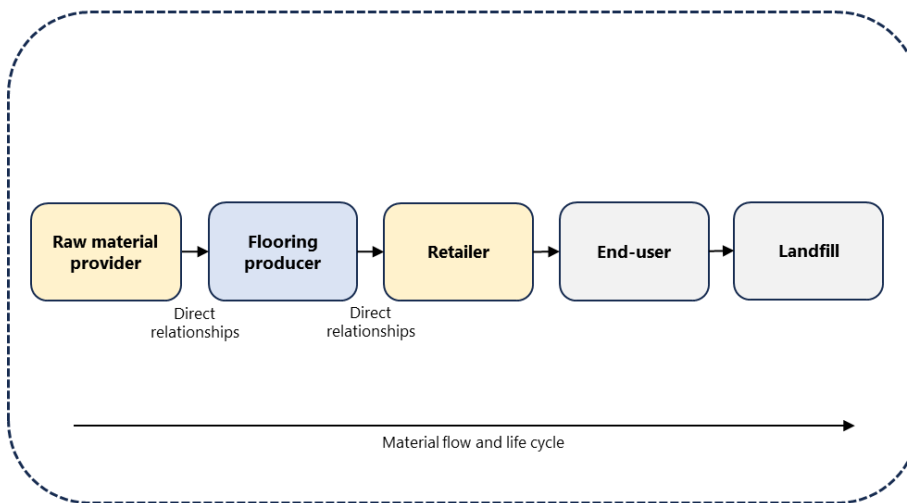 Raw material
provider
Flooring
producer
Retailer
End-user
Landfill
Direct
relationships
Direct
relationships
Material flow and life cycle